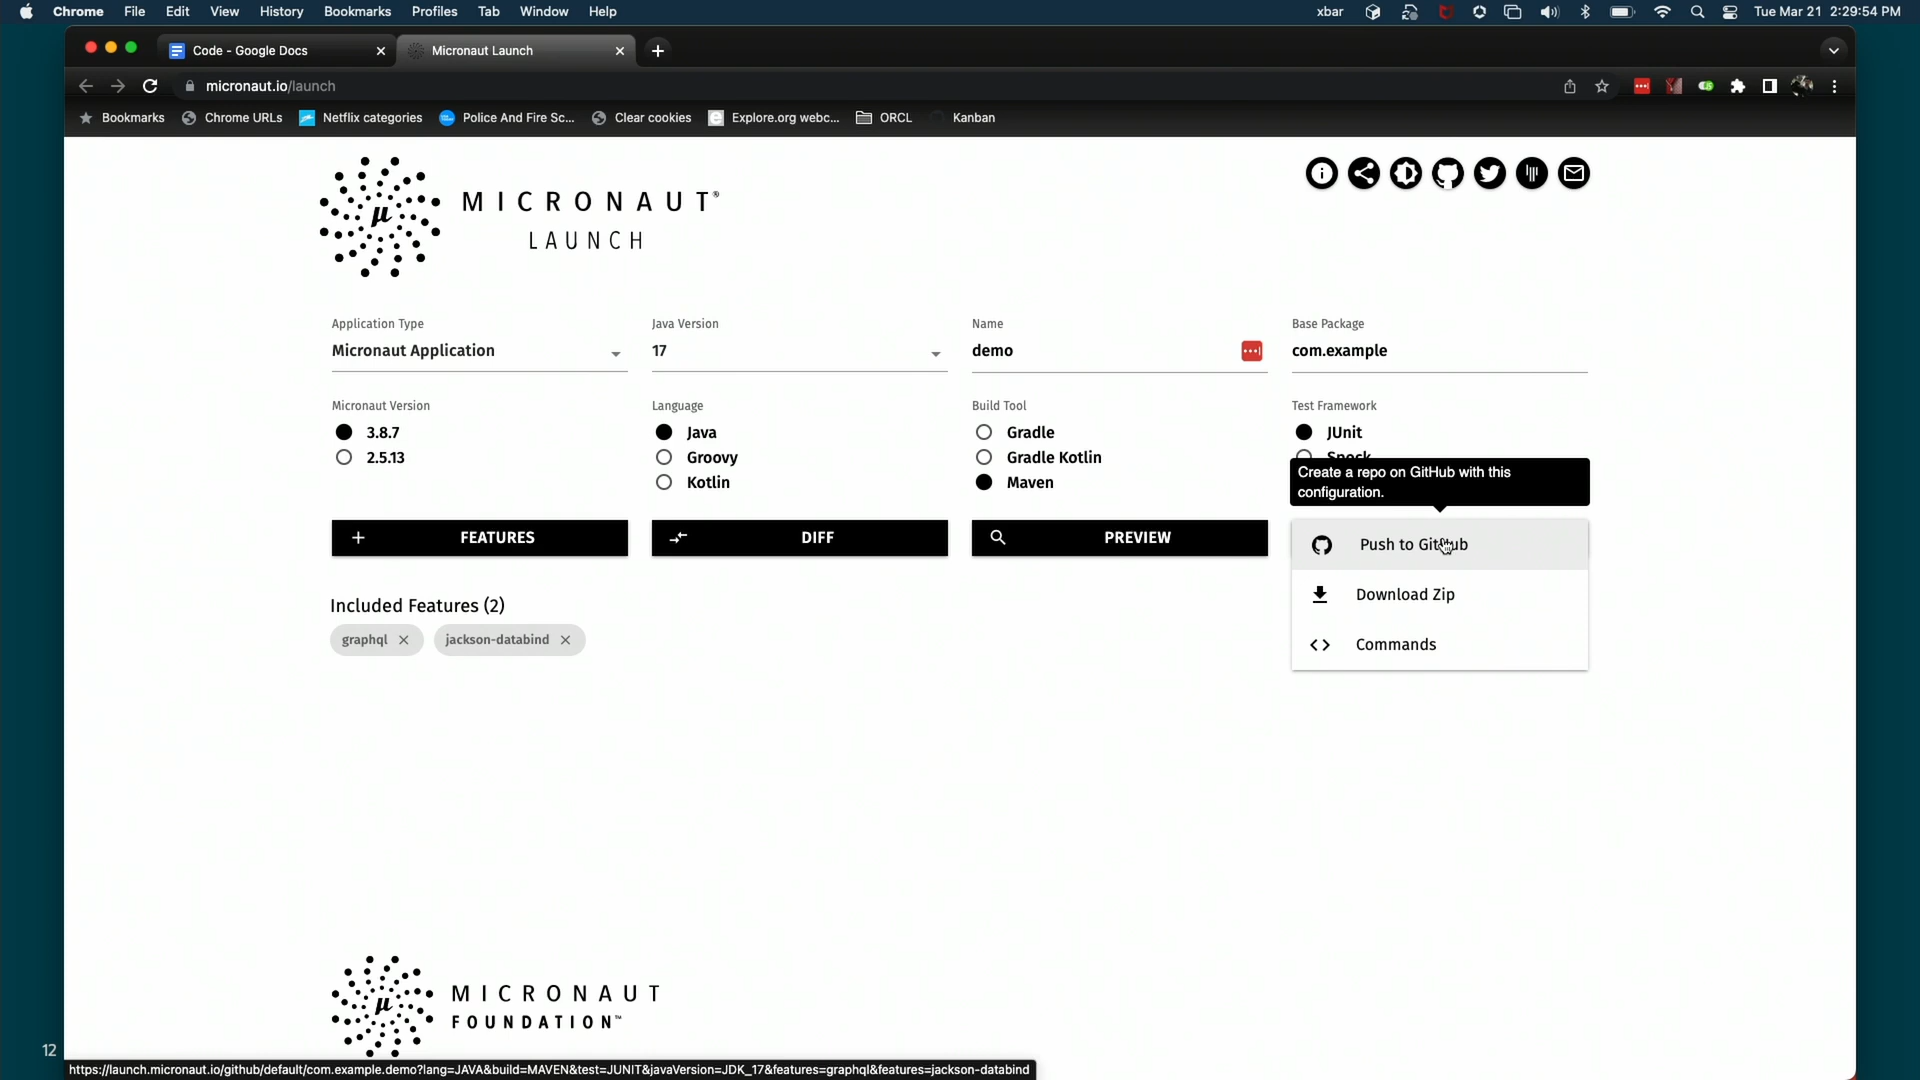 Chrome File Edit View History Bookmarks Profiles Tab Window Help
xbar Tue Mar 21 2:29:54 PM
Code - Google Docs
Micronaut Launch
micronaut.io/launch
Bookmarks
Chrome URLs
Netflix categories
Police And Fire Sc...
Clear cookies
Explore.org webc...
ORCL
Kanban
µ
MICRONAUT®
LAUNCH
Application Type
Micronaut Application
Java Version
17
Name
demo
Base Package
com.example
Micronaut Version
3.8.7
2.5.13
Language
Java
Groovy
Kotlin
Build Tool
Gradle
Gradle Kotlin
Maven
Test Framework
JUnit
Spock
Create a repo on GitHub with this
configuration.
+ FEATURES
DIFF
PREVIEW
Push to GitHub
Download Zip
<> Commands
Included Features (2)
graphql
jackson-databind
µ
MICRONAUT
FOUNDATION™
12
https://launch.micronaut.io/github/default/com.example.demo?lang=JAVA&build=MAVEN&test=JUNIT&javaVersion=JDK_17&features=graphql&features=jackson-databind